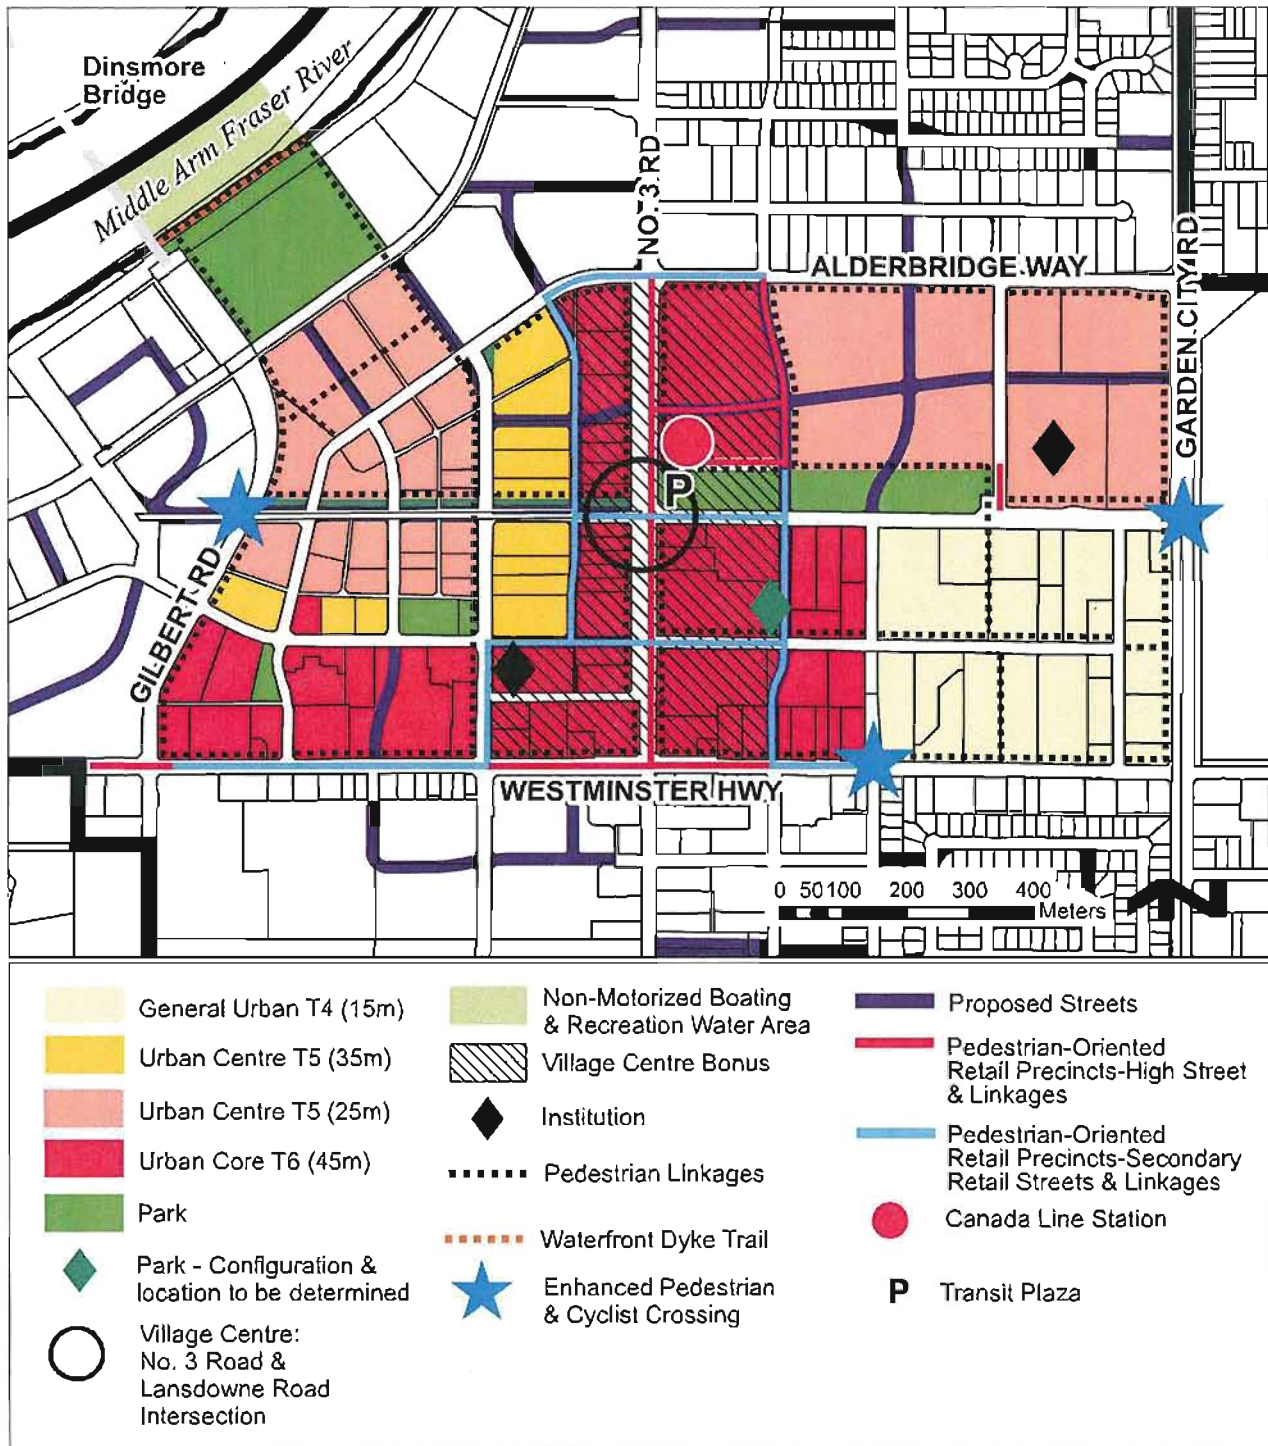 Dinsmore
Bridge
Middle Arm Fraser River
NO. 3 RD
ALDERBRIDGE WAY
GARDEN CITY RD
P
GILBERT RD
WESTMINSTER HWY
0 50 100 200 300 400
Meters
General Urban T4 (15m)
Urban Centre T5 (35m)
Urban Centre T5 (25m)
Urban Core T6 (45m)
Park
Park - Configuration &
location to be determined
Village Centre:
No. 3 Road &
Lansdowne Road
Intersection
Non-Motorized Boating
& Recreation Water Area
Village Centre Bonus
Institution
Pedestrian Linkages
Waterfront Dyke Trail
Enhanced Pedestrian
& Cyclist Crossing
Proposed Streets
Pedestrian-Oriented
Retail Precincts-High Street
& Linkages
Pedestrian-Oriented
Retail Precincts-Secondary
Retail Streets & Linkages
Canada Line Station
P Transit Plaza